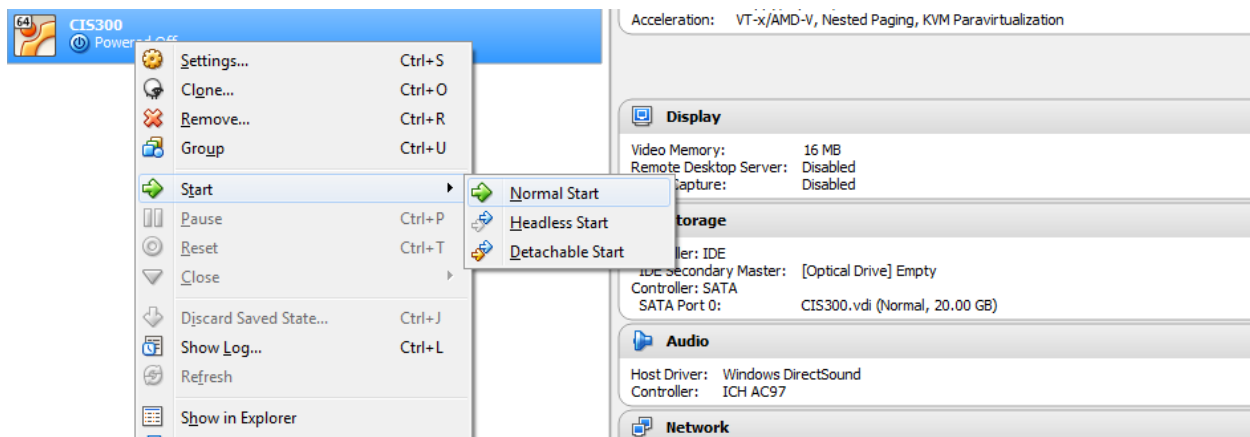 64
CIS300
Powered Off
Settings... Ctrl+S
Clone... Ctrl+O
Remove... Ctrl+R
Group Ctrl+U
Start
Pause Ctrl+P
Reset Ctrl+T
Close
Discard Saved State... Ctrl+J
Show Log... Ctrl+L
Refresh
Show in Explorer
Normal Start
Headless Start
Detachable Start
Acceleration: VT-x/AMD-V, Nested Paging, KVM Paravirtualization
Display
Video Memory: 16 MB
Remote Desktop Server: Disabled
Capture: Disabled
torage
ller: IDE
IDE Secondary Master: [Optical Drive] Empty
Controller: SATA
SATA Port 0: CIS300.vdi (Normal, 20.00 GB)
Audio
Host Driver: Windows DirectSound
Controller: ICH AC97
Network